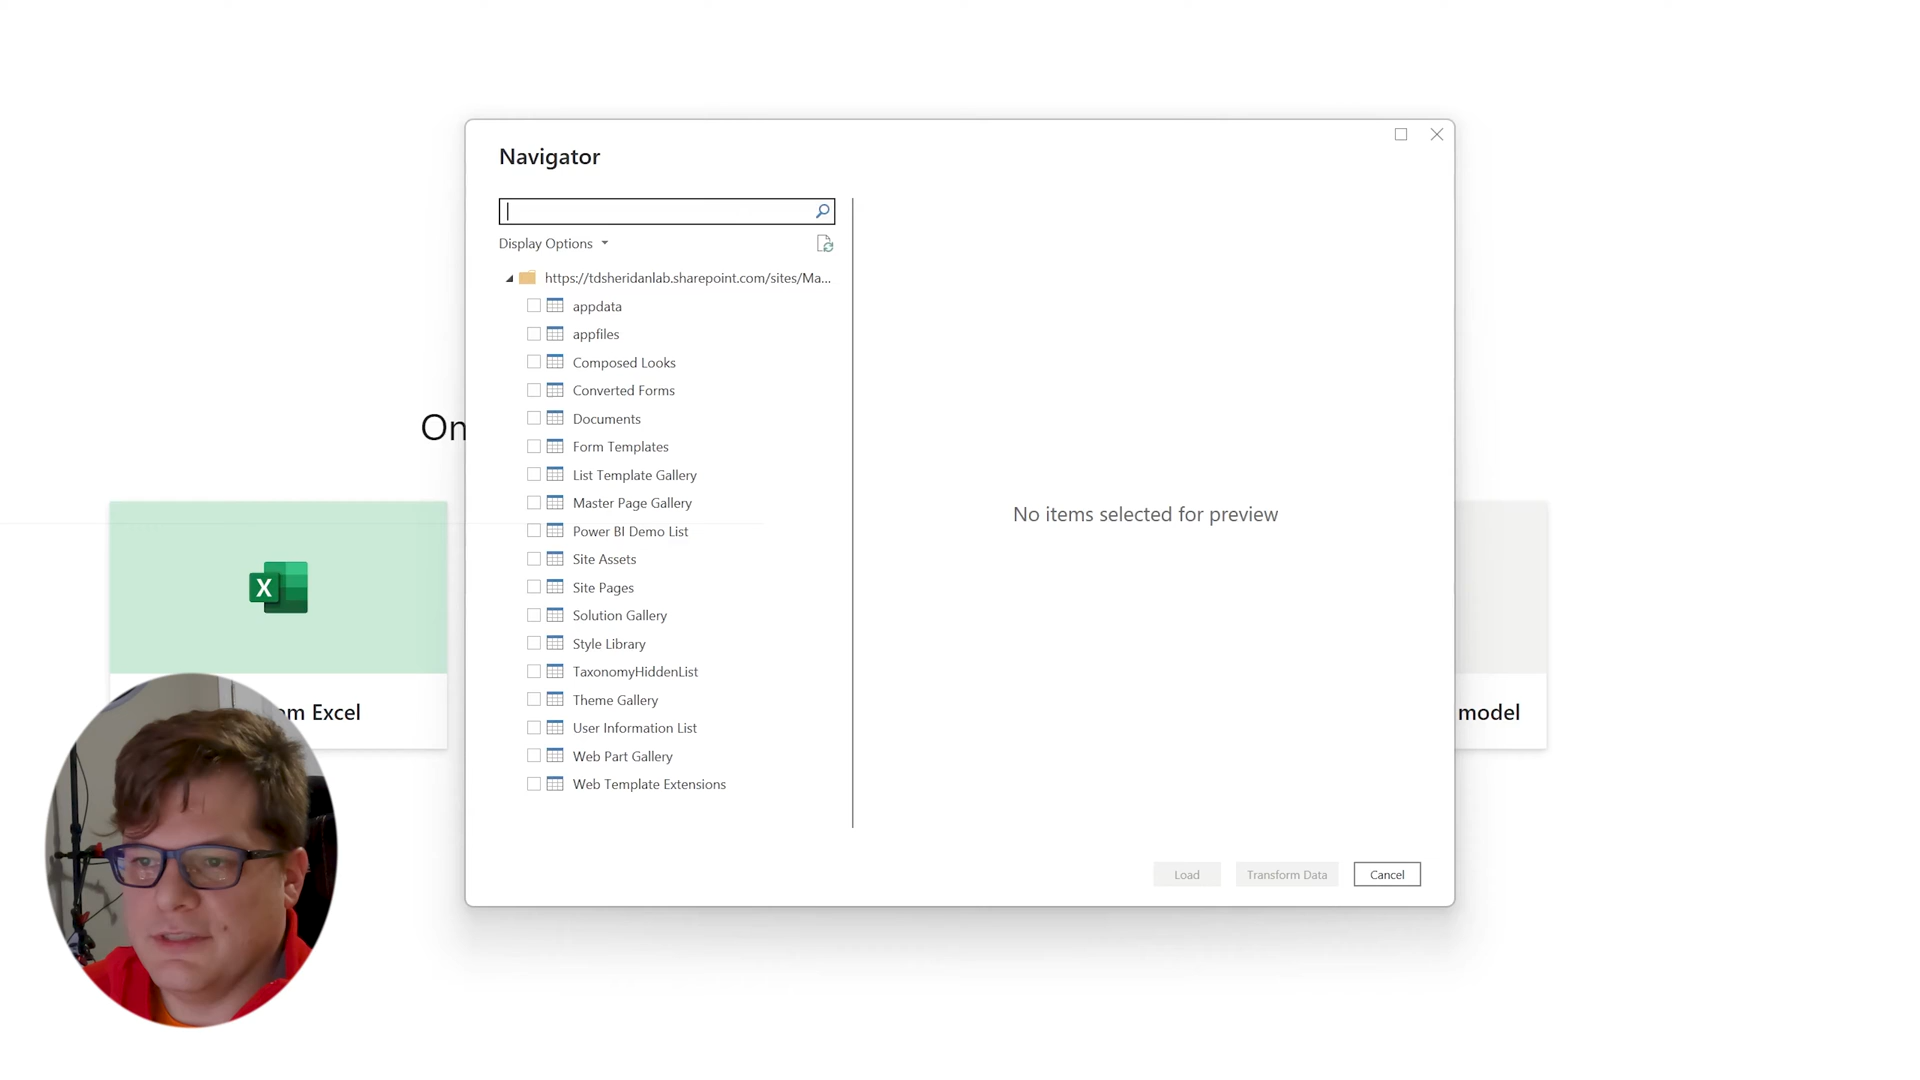 Navigator
Display Options
https://tdsheridanlab.sharepoint.com/sites/Ma...
appdata
appfiles
Composed Looks
Converted Forms
Documents
Form Templates
List Template Gallery
Master Page Gallery
Power BI Demo List
Site Assets
Site Pages
Solution Gallery
Style Library
TaxonomyHiddenList
Theme Gallery
User Information List
Web Part Gallery
Web Template Extensions
No items selected for preview
Load
Transform Data
Cancel
On
X
om Excel
model